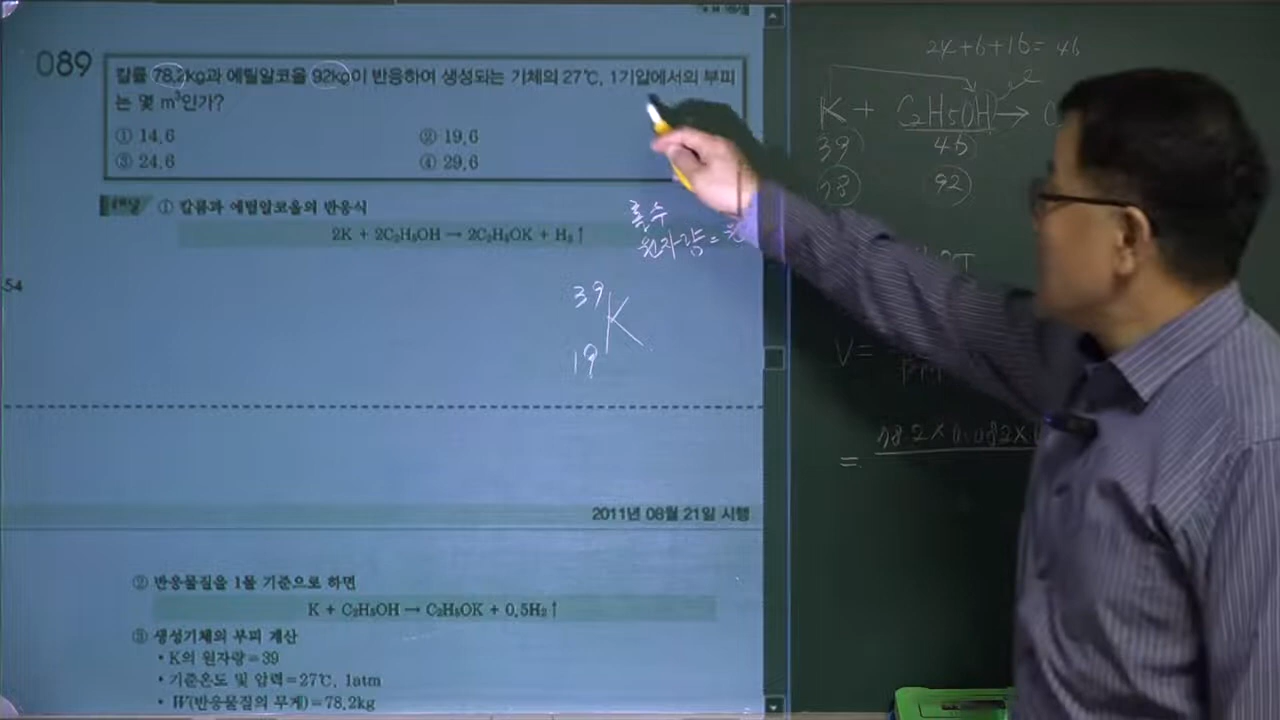 089
칼륨 78.2kg과 에틸알코올 92kg이 반응하여 생성되는 기체의 27℃, 1기압에서의 부피
는 몇 m³인가?
① 14.6 ② 19.6
③ 24.6 ④ 29.6
① 칼륨과 에틸알코올의 반응식
2K + 2C₂H₅OH → 2C₂H₅OK + H₂↑
홀수
원자량=
39
K
19
54
2011년 08월 21일 시행
② 반응물질을 1몰 기준으로 하면
K + C₂H₅OH → C₂H₅OK + 0.5H₂↑
③ 생성기체의 부피 계산
• K의 원자량=39
• 기준온도 및 압력=27℃, 1atm
• W(반응물질의 무게)=78.2kg
24+6+16=46
K + C₂H₅OH → C
39 46
78 92
V=
= 78.2×0.082×